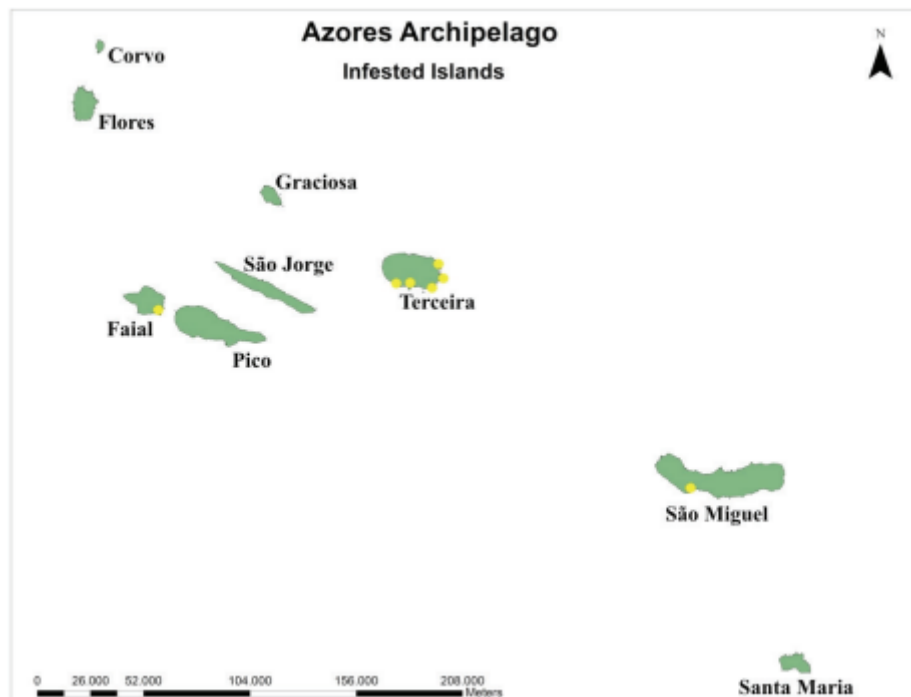 Azores Archipelago
Infested Islands
N
Corvo
Flores
Graciosa
São Jorge
Terceira
Faial
Pico
São Miguel
Santa Maria
0 26.000 52.000 104.000 156.000 208.000
Meters